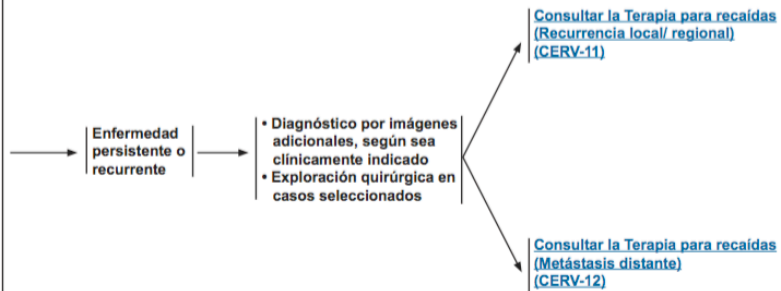 Consultar la Terapia para recaídas
(Recurrencia local/ regional)
(CERV-11)
Enfermedad
persistente o
recurrente
• Diagnóstico por imágenes
adicionales, según sea
clínicamente indicado
• Exploración quirúrgica en
casos seleccionados
Consultar la Terapia para recaídas
(Metástasis distante)
(CERV-12)